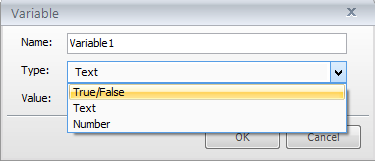 Variable
Name: Variable1
Type: Text
True/False
Value: Text
Number
OK Cancel